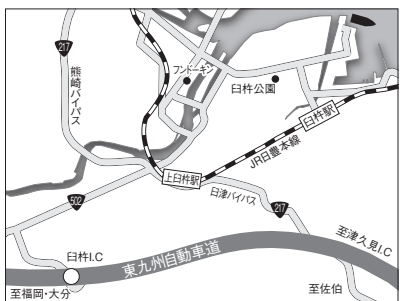 217
熊崎バイパス
フンドーキン
臼杵公園
臼杵駅
JR日豊本線
上臼杵駅
臼津バイパス
502
217
至津久見I.C
臼杵I.C
東九州自動車道
至福岡・大分
至佐伯